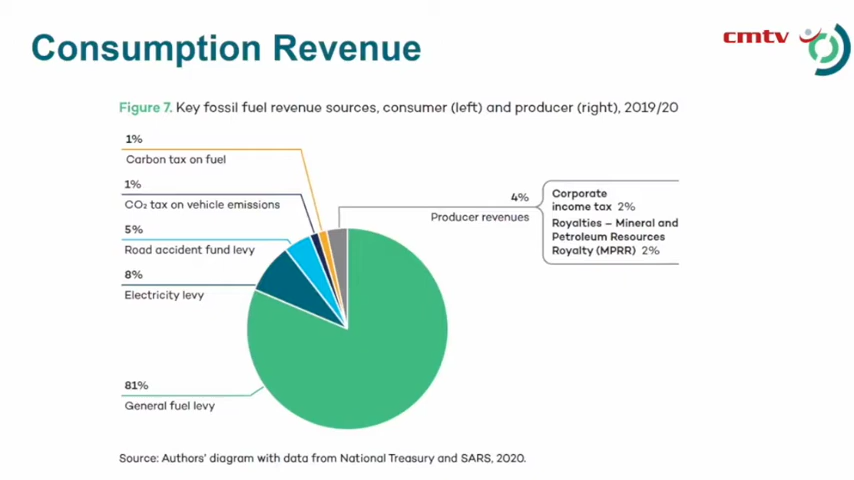 Consumption Revenue
cmtv
Figure 7. Key fossil fuel revenue sources, consumer (left) and producer (right), 2019/20
1%
Carbon tax on fuel
1%
CO₂ tax on vehicle emissions
5%
Road accident fund levy
8%
Electricity levy
81%
General fuel levy
4%
Producer revenues
Corporate
income tax 2%
Royalties – Mineral and
Petroleum Resources
Royalty (MPRR) 2%
Source: Authors' diagram with data from National Treasury and SARS, 2020.